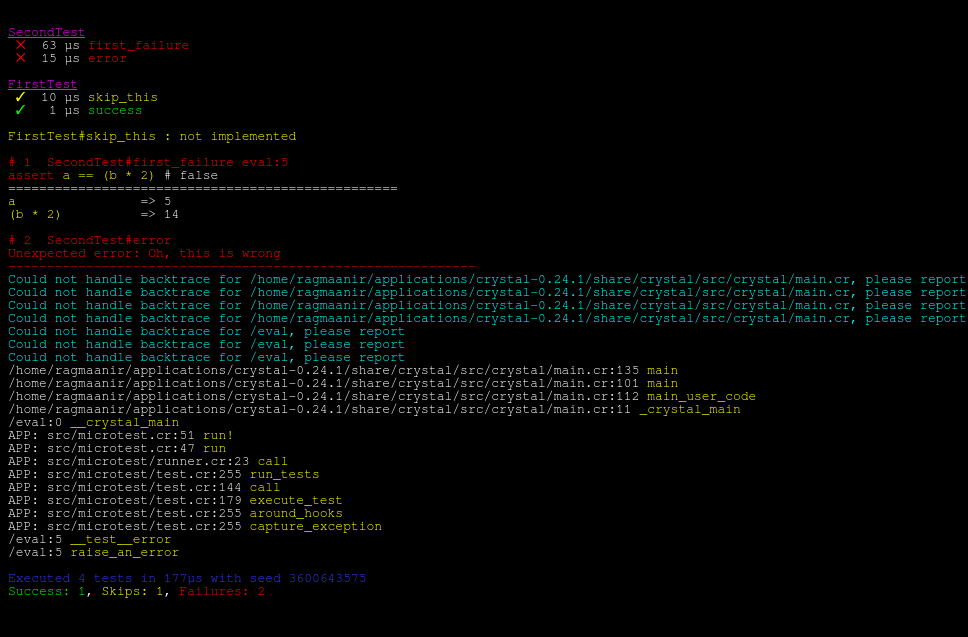 SecondTest
✕ 63 µs first_failure
✕ 15 µs error
FirstTest
✓ 10 µs skip_this
✓ 1 µs success
FirstTest#skip_this : not implemented
# 1 SecondTest#first_failure eval:5
assert a == (b * 2) # false
==================================================
a => 5
(b * 2) => 14
# 2 SecondTest#error
Unexpected error: Oh, this is wrong
------------------------------------------------------------
Could not handle backtrace for /home/ragmaanir/applications/crystal-0.24.1/share/crystal/src/crystal/main.cr, please report
Could not handle backtrace for /home/ragmaanir/applications/crystal-0.24.1/share/crystal/src/crystal/main.cr, please report
Could not handle backtrace for /home/ragmaanir/applications/crystal-0.24.1/share/crystal/src/crystal/main.cr, please report
Could not handle backtrace for /home/ragmaanir/applications/crystal-0.24.1/share/crystal/src/crystal/main.cr, please report
Could not handle backtrace for /eval, please report
Could not handle backtrace for /eval, please report
Could not handle backtrace for /eval, please report
/home/ragmaanir/applications/crystal-0.24.1/share/crystal/src/crystal/main.cr:135 main
/home/ragmaanir/applications/crystal-0.24.1/share/crystal/src/crystal/main.cr:101 main
/home/ragmaanir/applications/crystal-0.24.1/share/crystal/src/crystal/main.cr:112 main_user_code
/home/ragmaanir/applications/crystal-0.24.1/share/crystal/src/crystal/main.cr:11 _crystal_main
/eval:0 __crystal_main
APP: src/microtest.cr:51 run!
APP: src/microtest.cr:47 run
APP: src/microtest/runner.cr:23 call
APP: src/microtest/test.cr:255 run_tests
APP: src/microtest/test.cr:144 call
APP: src/microtest/test.cr:179 execute_test
APP: src/microtest/test.cr:255 around_hooks
APP: src/microtest/test.cr:255 capture_exception
/eval:5 __test__error
/eval:5 raise_an_error
Executed 4 tests in 177µs with seed 3600643575
Success: 1, Skips: 1, Failures: 2